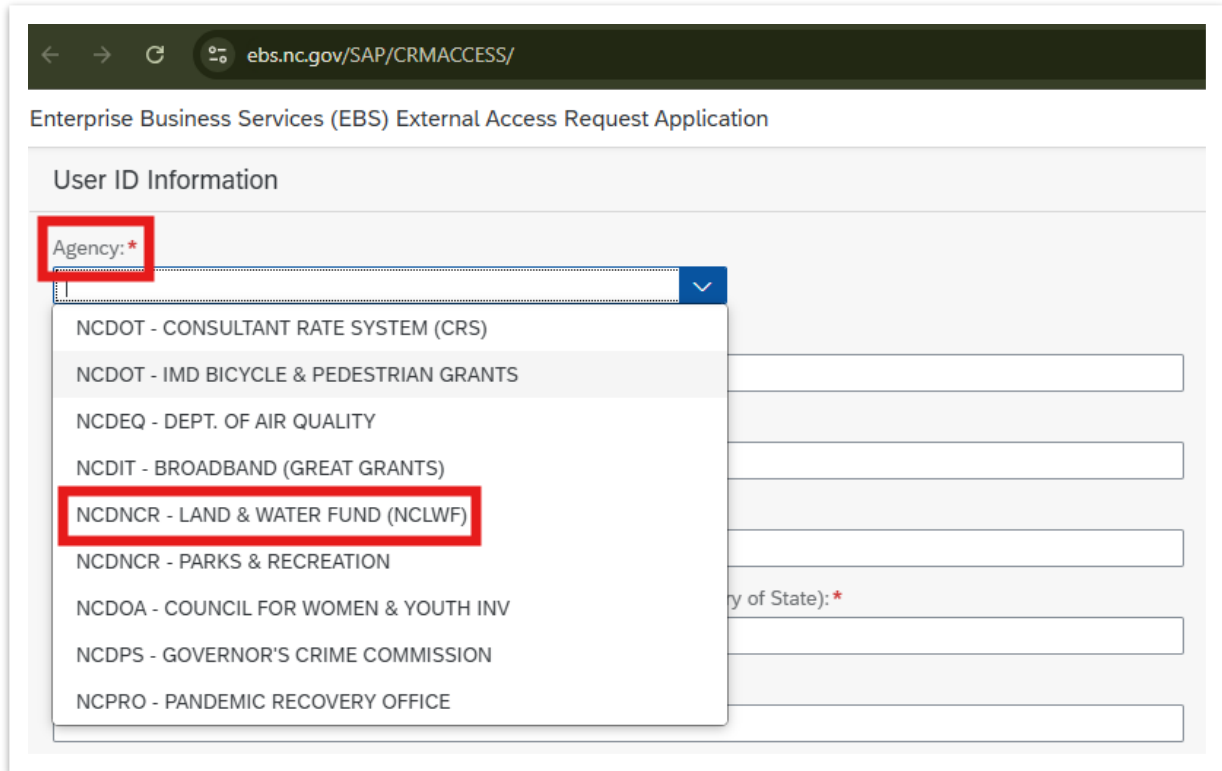 ebs.nc.gov/SAP/CRMACCESS/
Enterprise Business Services (EBS) External Access Request Application
User ID Information
Agency:*
NCDOT - CONSULTANT RATE SYSTEM (CRS)
NCDOT - IMD BICYCLE & PEDESTRIAN GRANTS
NCDEQ - DEPT. OF AIR QUALITY
NCDIT - BROADBAND (GREAT GRANTS)
NCDNCR - LAND & WATER FUND (NCLWF)
NCDNCR - PARKS & RECREATION
NCDOA - COUNCIL FOR WOMEN & YOUTH INV
ry of State):*
NCDPS - GOVERNOR'S CRIME COMMISSION
NCPRO - PANDEMIC RECOVERY OFFICE